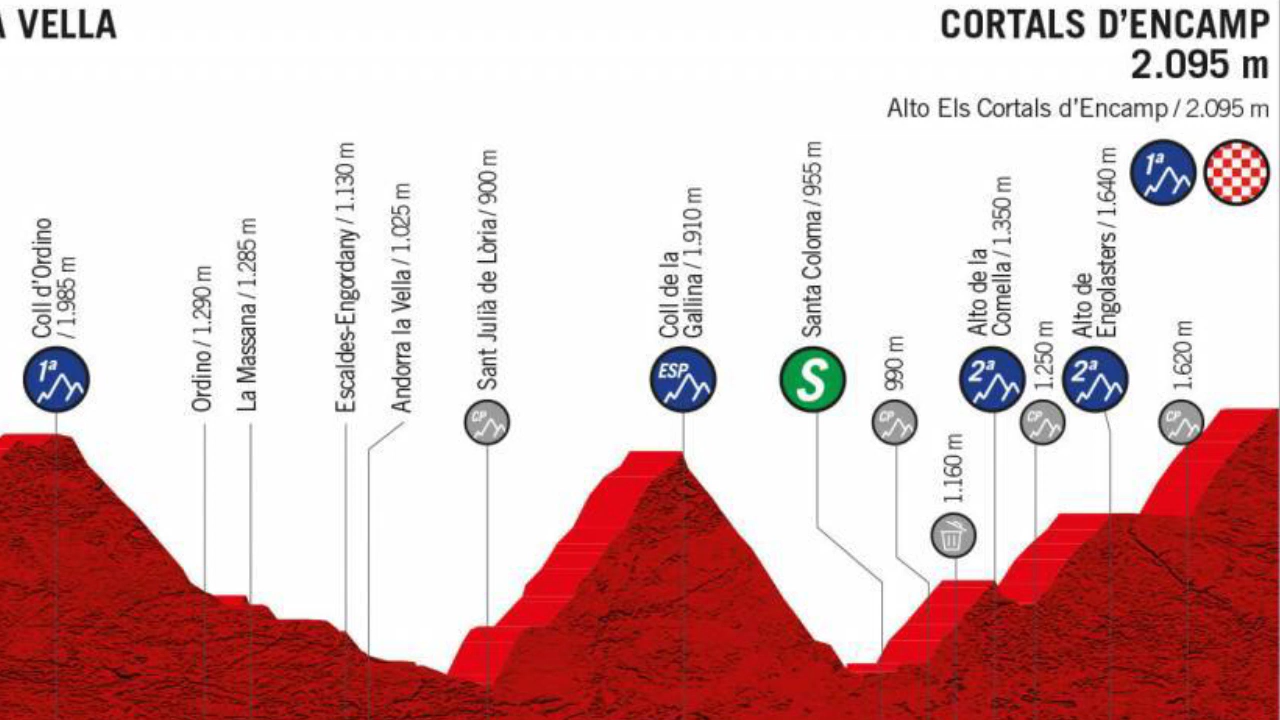 A VELLA
CORTALS D'ENCAMP
2.095 m
Alto Els Cortals d'Encamp / 2.095 m
1ª
Coll d'Ordino
/ 1.985 m
1ª
Ordino / 1.290 m
La Massana / 1.285 m
Escaldes-Engordany / 1.130 m
Andorra la Vella / 1.025 m
Sant Julià de Lòria / 900 m
CP
Coll de la
Gallina / 1.910 m
ESP
Santa Coloma / 955 m
S
990 m
CP
1.160 m
Alto de la
Comella / 1.350 m
2ª
1.250 m
CP
Alto de
Engolasters / 1.640 m
2ª
1.620 m
CP